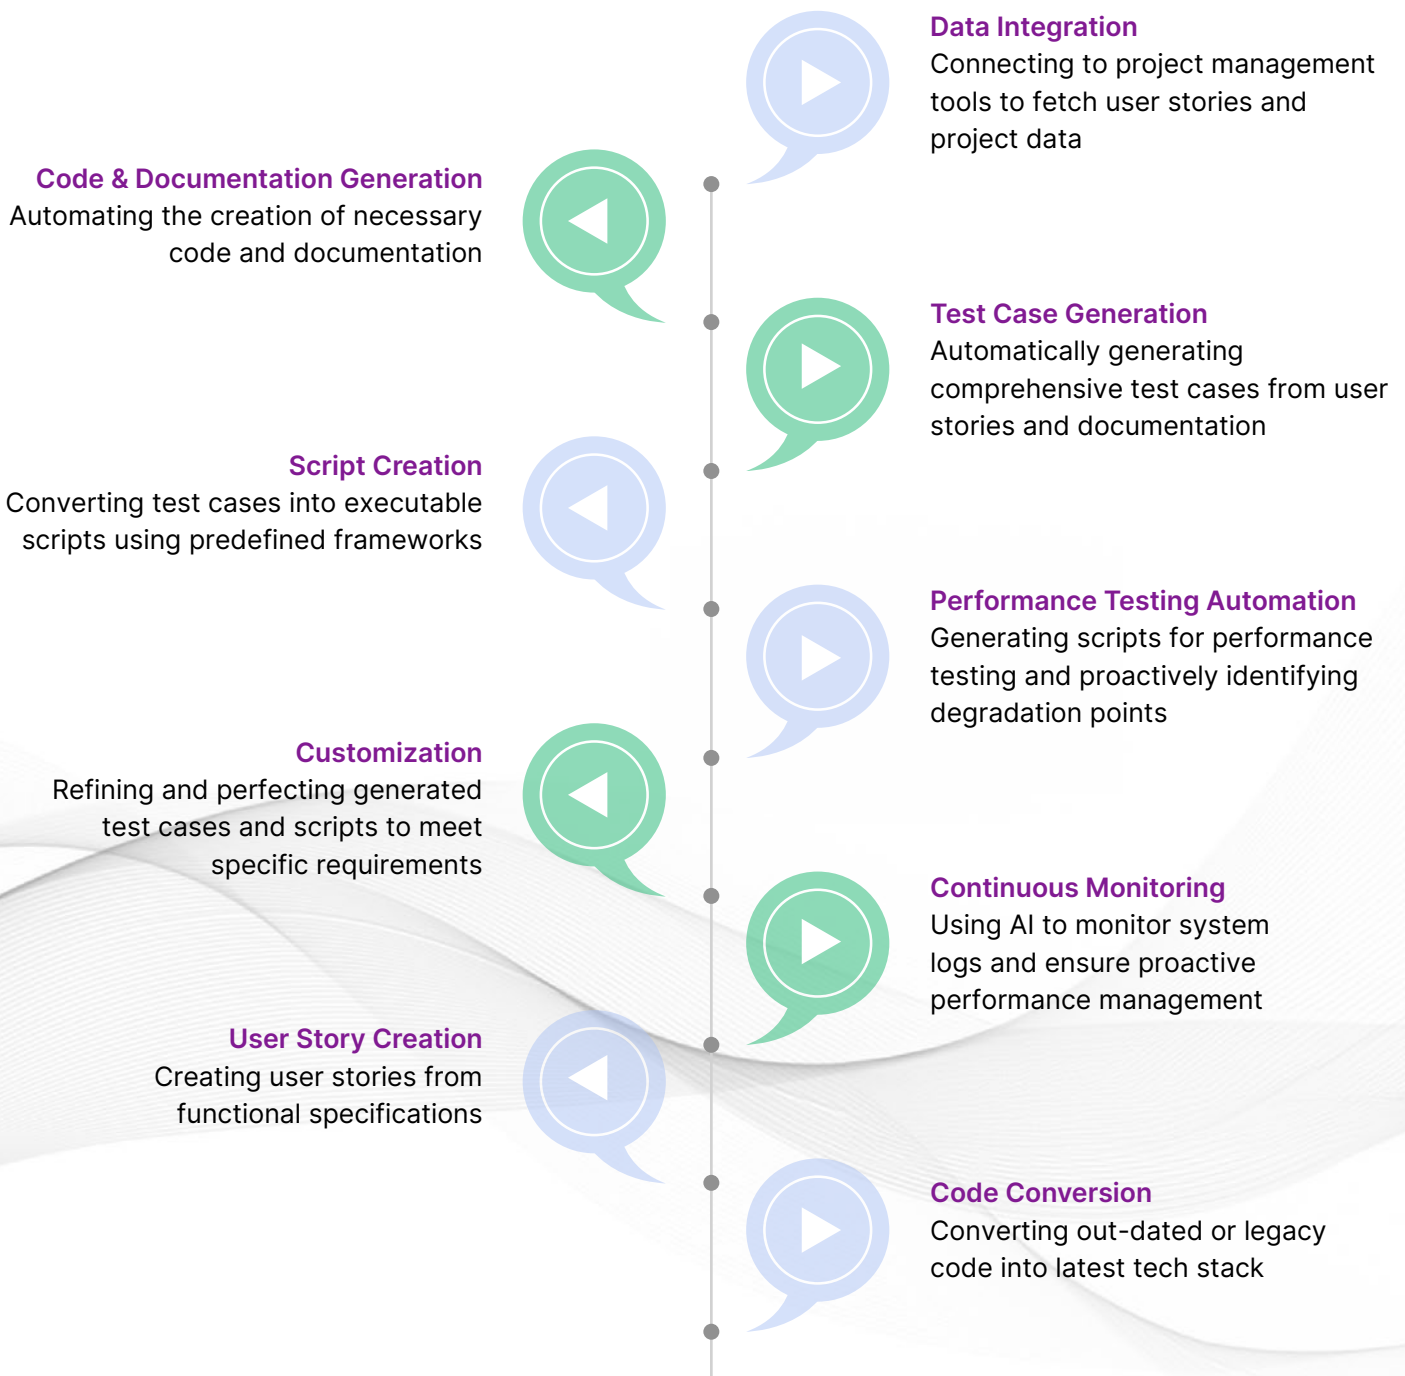 Data Integration
Connecting to project management
tools to fetch user stories and
project data
Code & Documentation Generation
Automating the creation of necessary
code and documentation
Test Case Generation
Automatically generating
comprehensive test cases from user
stories and documentation
Script Creation
Converting test cases into executable
scripts using predefined frameworks
Performance Testing Automation
Generating scripts for performance
testing and proactively identifying
degradation points
Customization
Refining and perfecting generated
test cases and scripts to meet
specific requirements
Continuous Monitoring
Using AI to monitor system
logs and ensure proactive
performance management
User Story Creation
Creating user stories from
functional specifications
Code Conversion
Converting out-dated or legacy
code into latest tech stack